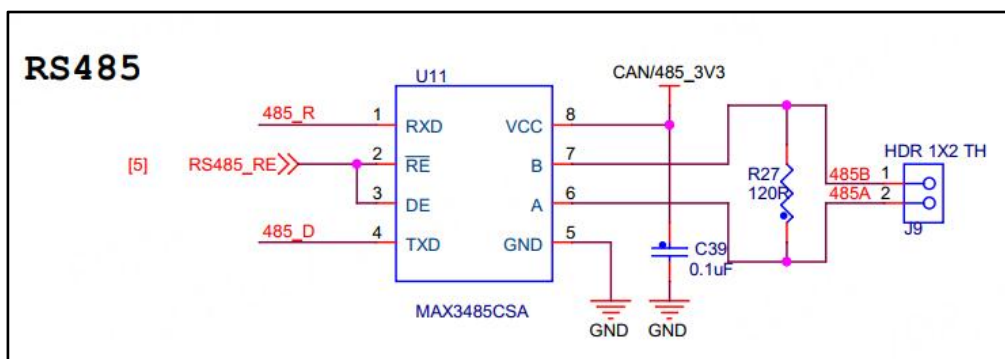 RS485
U11
CAN/485_3V3
485_R 1 RXD VCC 8
[5] RS485_RE 2 RE B 7
3 DE A 6
485_D 4 TXD GND 5
MAX3485CSA
GND
GND
C39
0.1uF
R27
120R
HDR 1X2 TH
485B 1
485A 2
J9